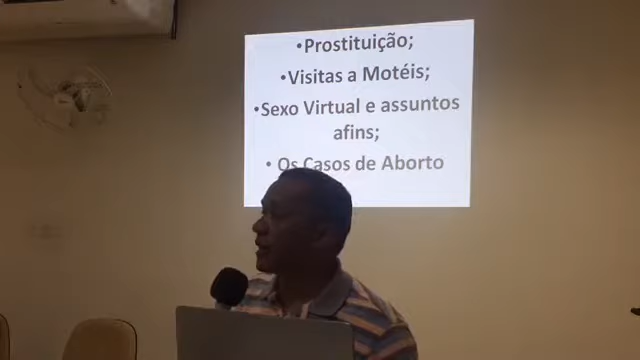 •Prostituição;
•Visitas a Motéis;
•Sexo Virtual e assuntos
afins;
• Os Casos de Aborto